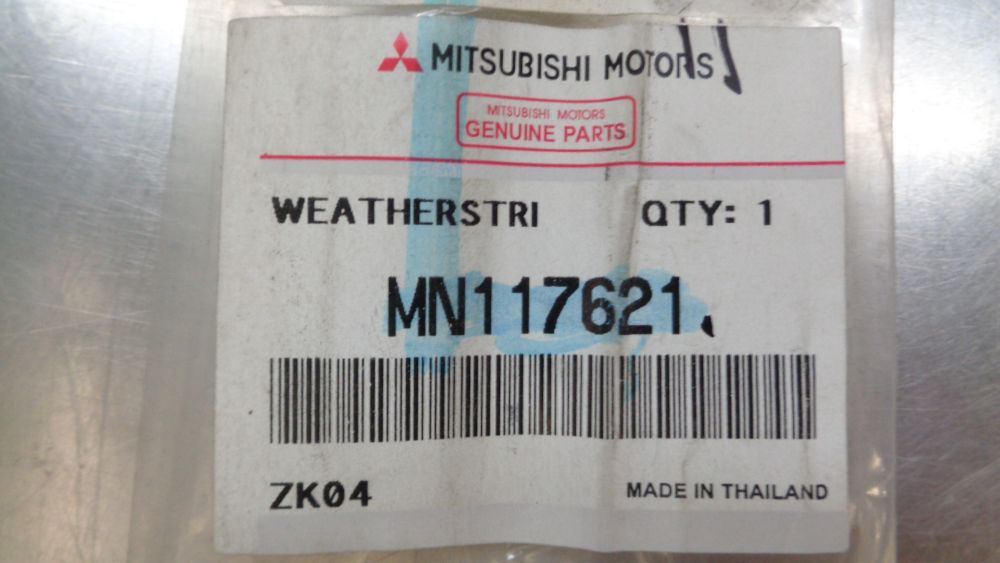 MITSUBISHI MOTORS
MITSUBISHI MOTORS
GENUINE PARTS
WEATHERSTRI QTY: 1
MN117621
ZK04 MADE IN THAILAND